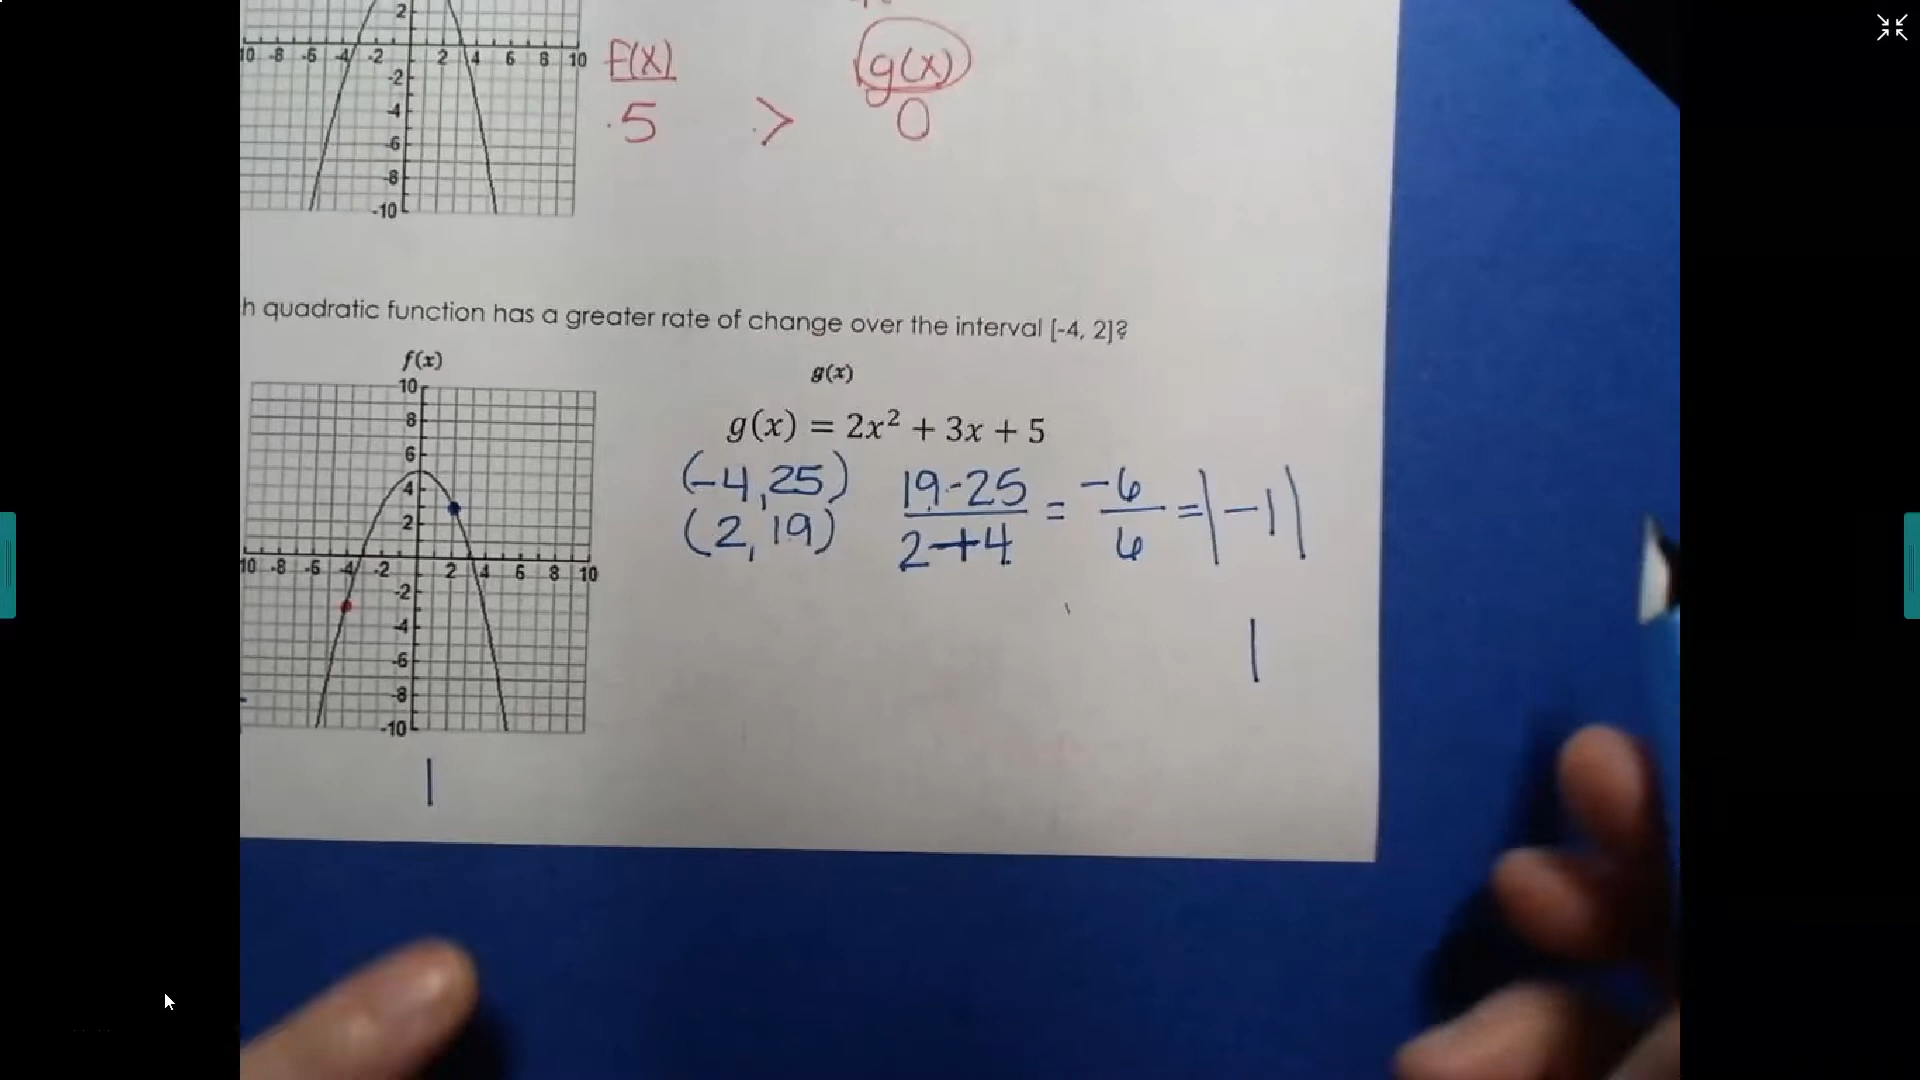 2
10 -8 -6 -4 -2 2 4 6 8 10
-2
-4
-6
-8
-10
F(X) g(x)
.5 > 0
h quadratic function has a greater rate of change over the interval [-4, 2]?
f(x) g(x)
10
8
6
4
2
10 -8 -6 -4 -2 2 4 6 8 10
-2
-4
-6
-8
-10
g(x) = 2x² + 3x + 5
(-4,25) 19-25 = -6 = |-1|
(2,19) 2+4 6
1
1